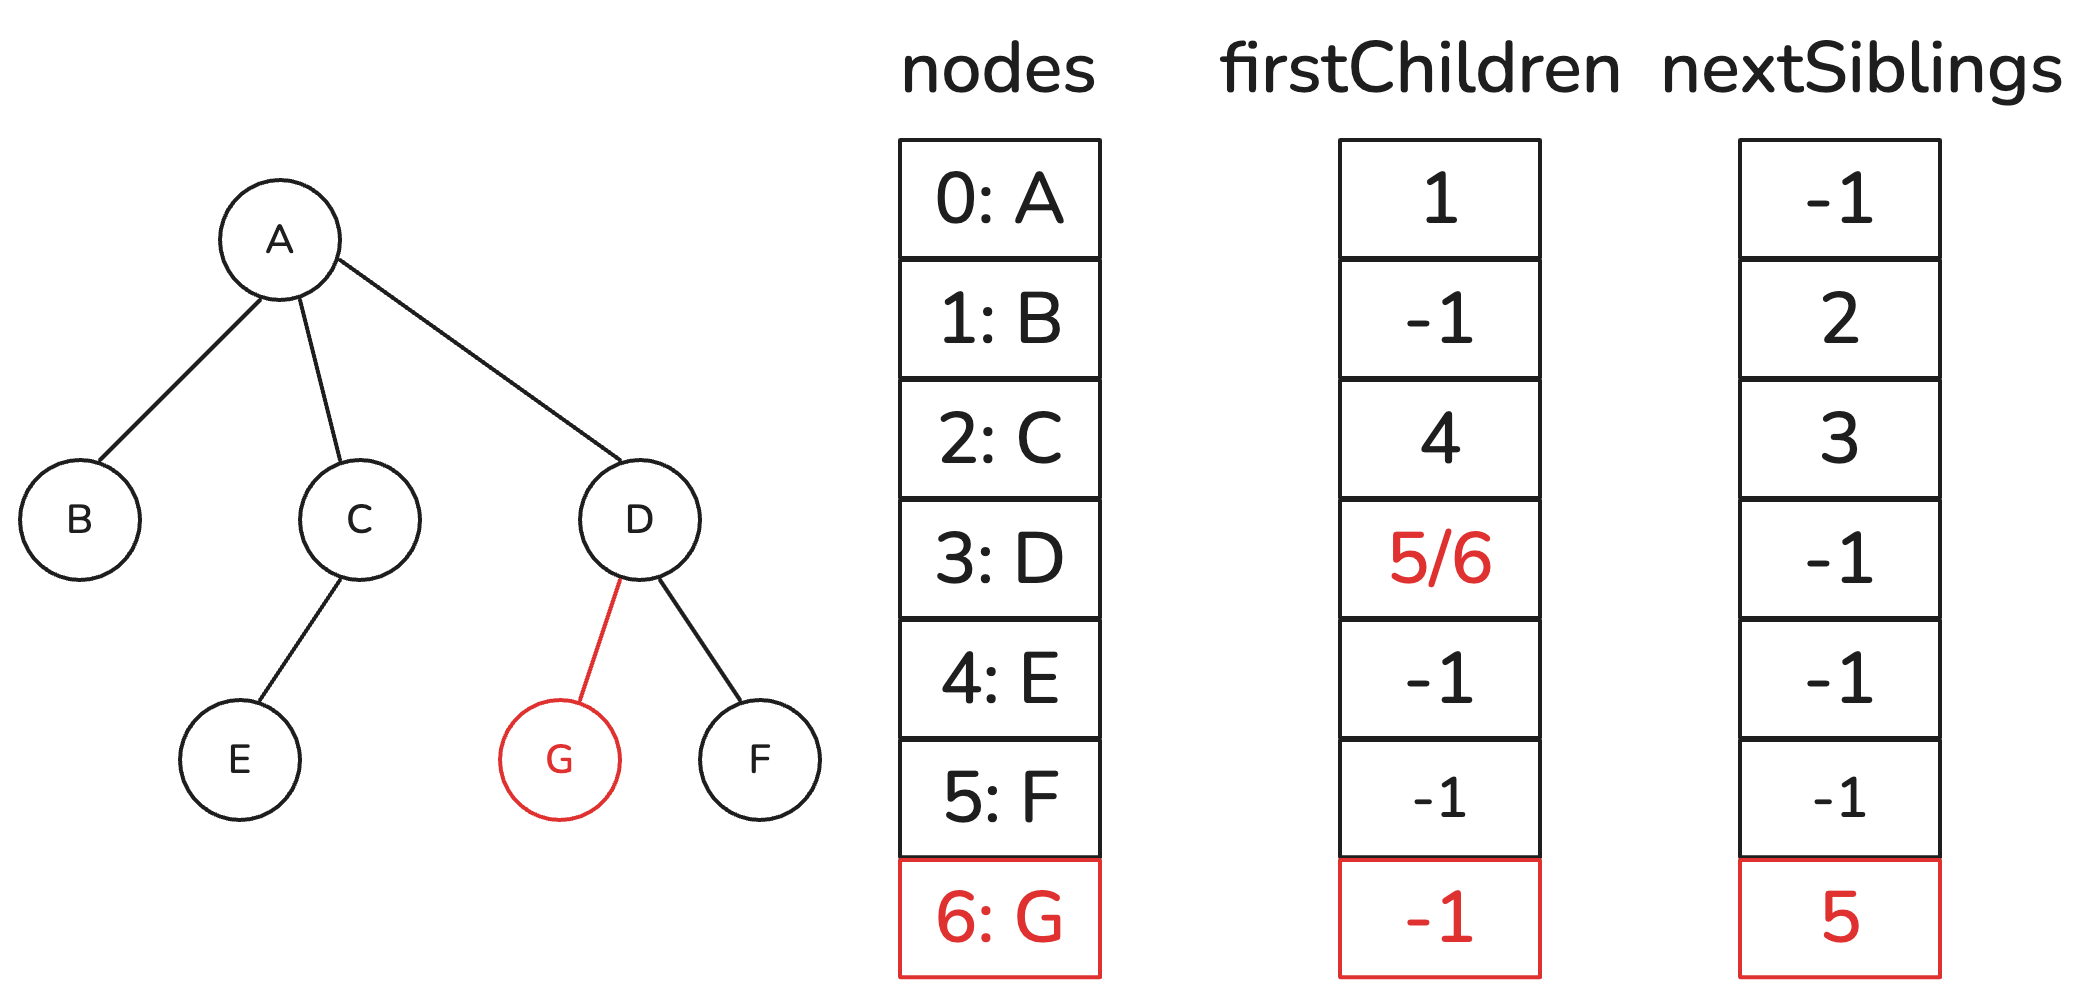 nodes firstChildren nextSiblings
0: A 1 -1
1: B -1 2
2: C 4 3
3: D 5/6 -1
4: E -1 -1
5: F -1 -1
6: G -1 5
A
B C D
E G F